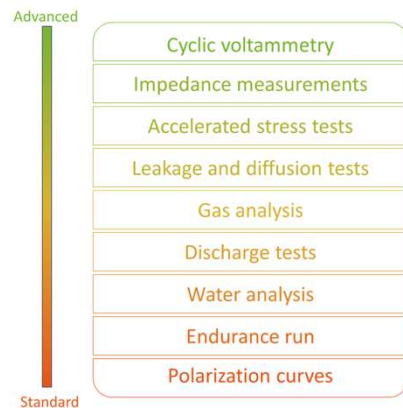 Advanced
Cyclic voltammetry
Impedance measurements
Accelerated stress tests
Leakage and diffusion tests
Gas analysis
Discharge tests
Water analysis
Endurance run
Polarization curves
Standard